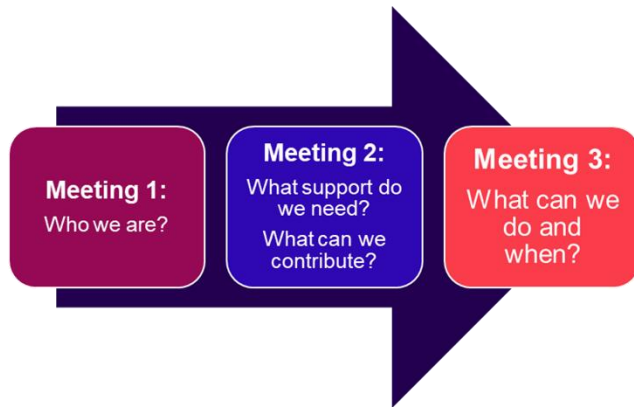 Meeting 1:
Who we are?
Meeting 2:
What support do
we need?
What can we
contribute?
Meeting 3:
What can we
do and
when?